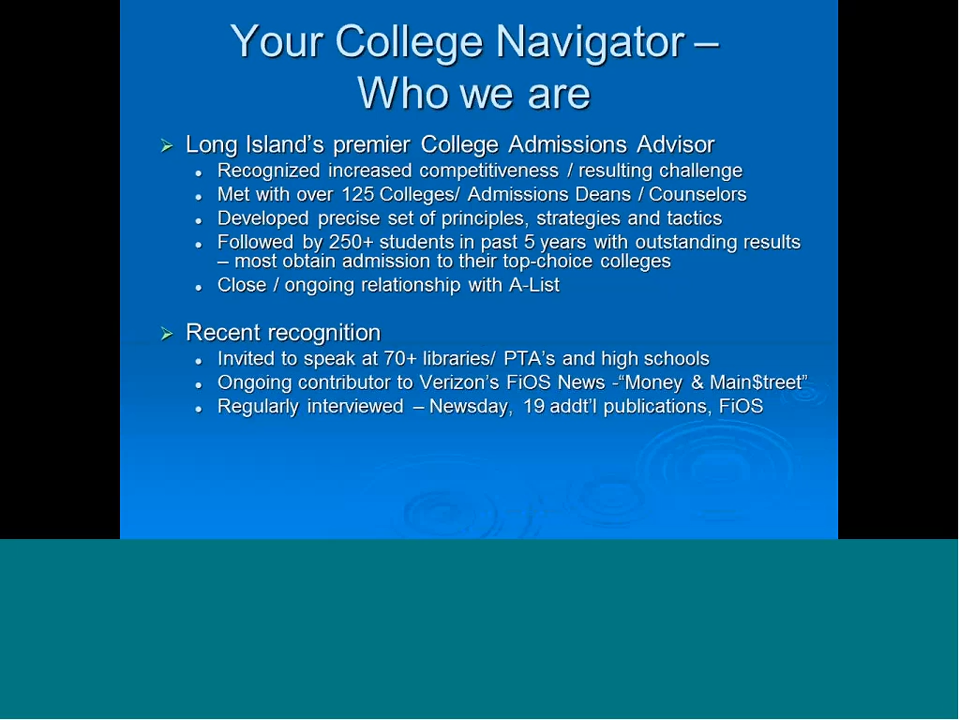 Your College Navigator –
Who we are
Long Island's premier College Admissions Advisor
Recognized increased competitiveness / resulting challenge
Met with over 125 Colleges/ Admissions Deans / Counselors
Developed precise set of principles, strategies and tactics
Followed by 250+ students in past 5 years with outstanding results
– most obtain admission to their top-choice colleges
Close / ongoing relationship with A-List
Recent recognition
Invited to speak at 70+ libraries/ PTA's and high schools
Ongoing contributor to Verizon's FiOS News -“Money & Main$treet”
Regularly interviewed – Newsday, 19 addt'l publications, FiOS